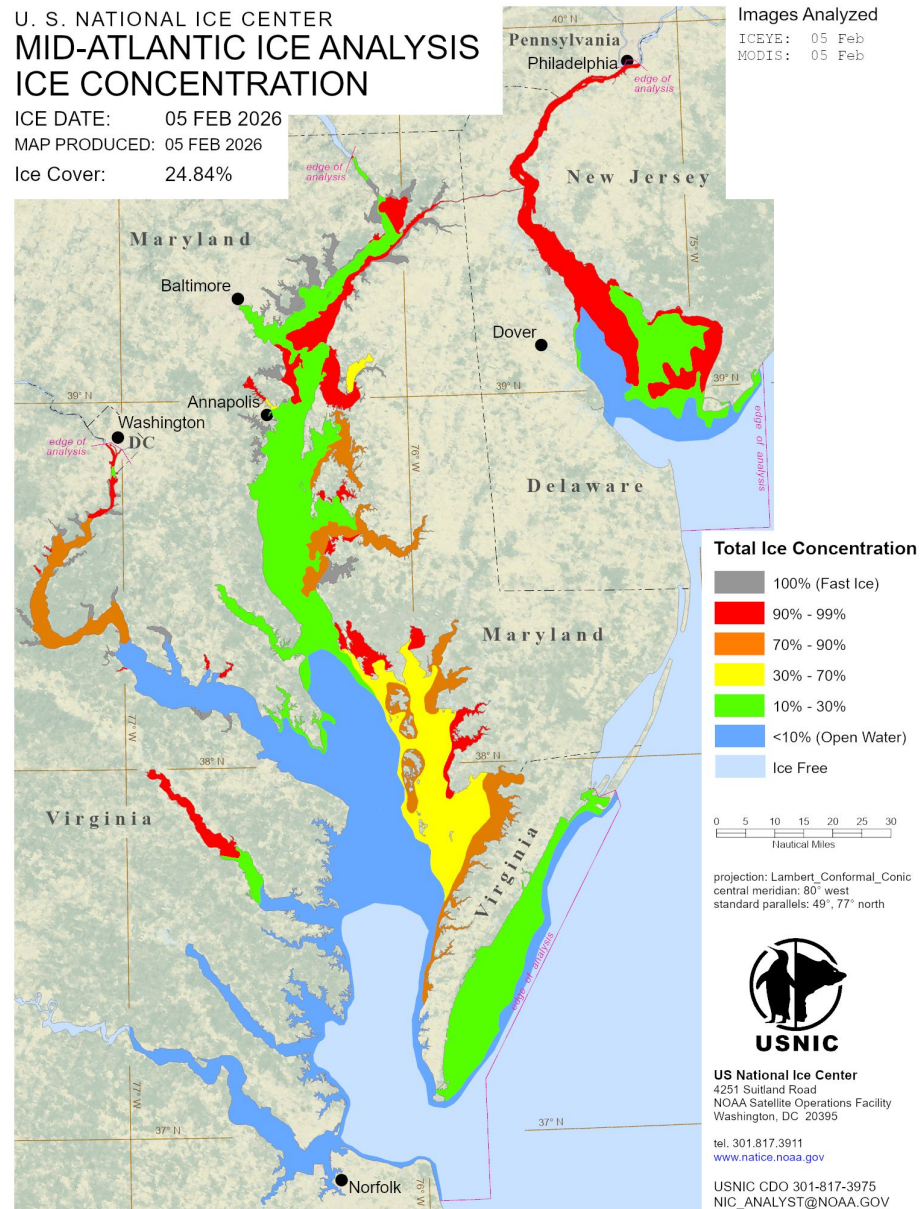 U. S. NATIONAL ICE CENTER
MID-ATLANTIC ICE ANALYSIS
ICE CONCENTRATION
ICE DATE: 05 FEB 2026
MAP PRODUCED: 05 FEB 2026
Ice Cover: 24.84%
Images Analyzed
ICEYE: 05 Feb
MODIS: 05 Feb
40° N
Pennsylvania
Philadelphia
edge of
analysis
edge of
analysis
New Jersey
Maryland
75° W
Baltimore
Dover
39° N
39° N
39° N
Annapolis
Washington
DC
edge of
analysis
76° W
edge of analysis
Delaware
Maryland
77° W
38° N
38° N
Virginia
Virginia
edge of analysis
77° W
37° N
37° N
Norfolk
76° W
Total Ice Concentration
100% (Fast Ice)
90% - 99%
70% - 90%
30% - 70%
10% - 30%
<10% (Open Water)
Ice Free
0 5 10 15 20 25 30
Nautical Miles
projection: Lambert_Conformal_Conic
central meridian: 80° west
standard parallels: 49°, 77° north
USNIC
US National Ice Center
4251 Suitland Road
NOAA Satellite Operations Facility
Washington, DC 20395
tel. 301.817.3911
www.natice.noaa.gov
USNIC CDO 301-817-3975
NIC_ANALYST@NOAA.GOV